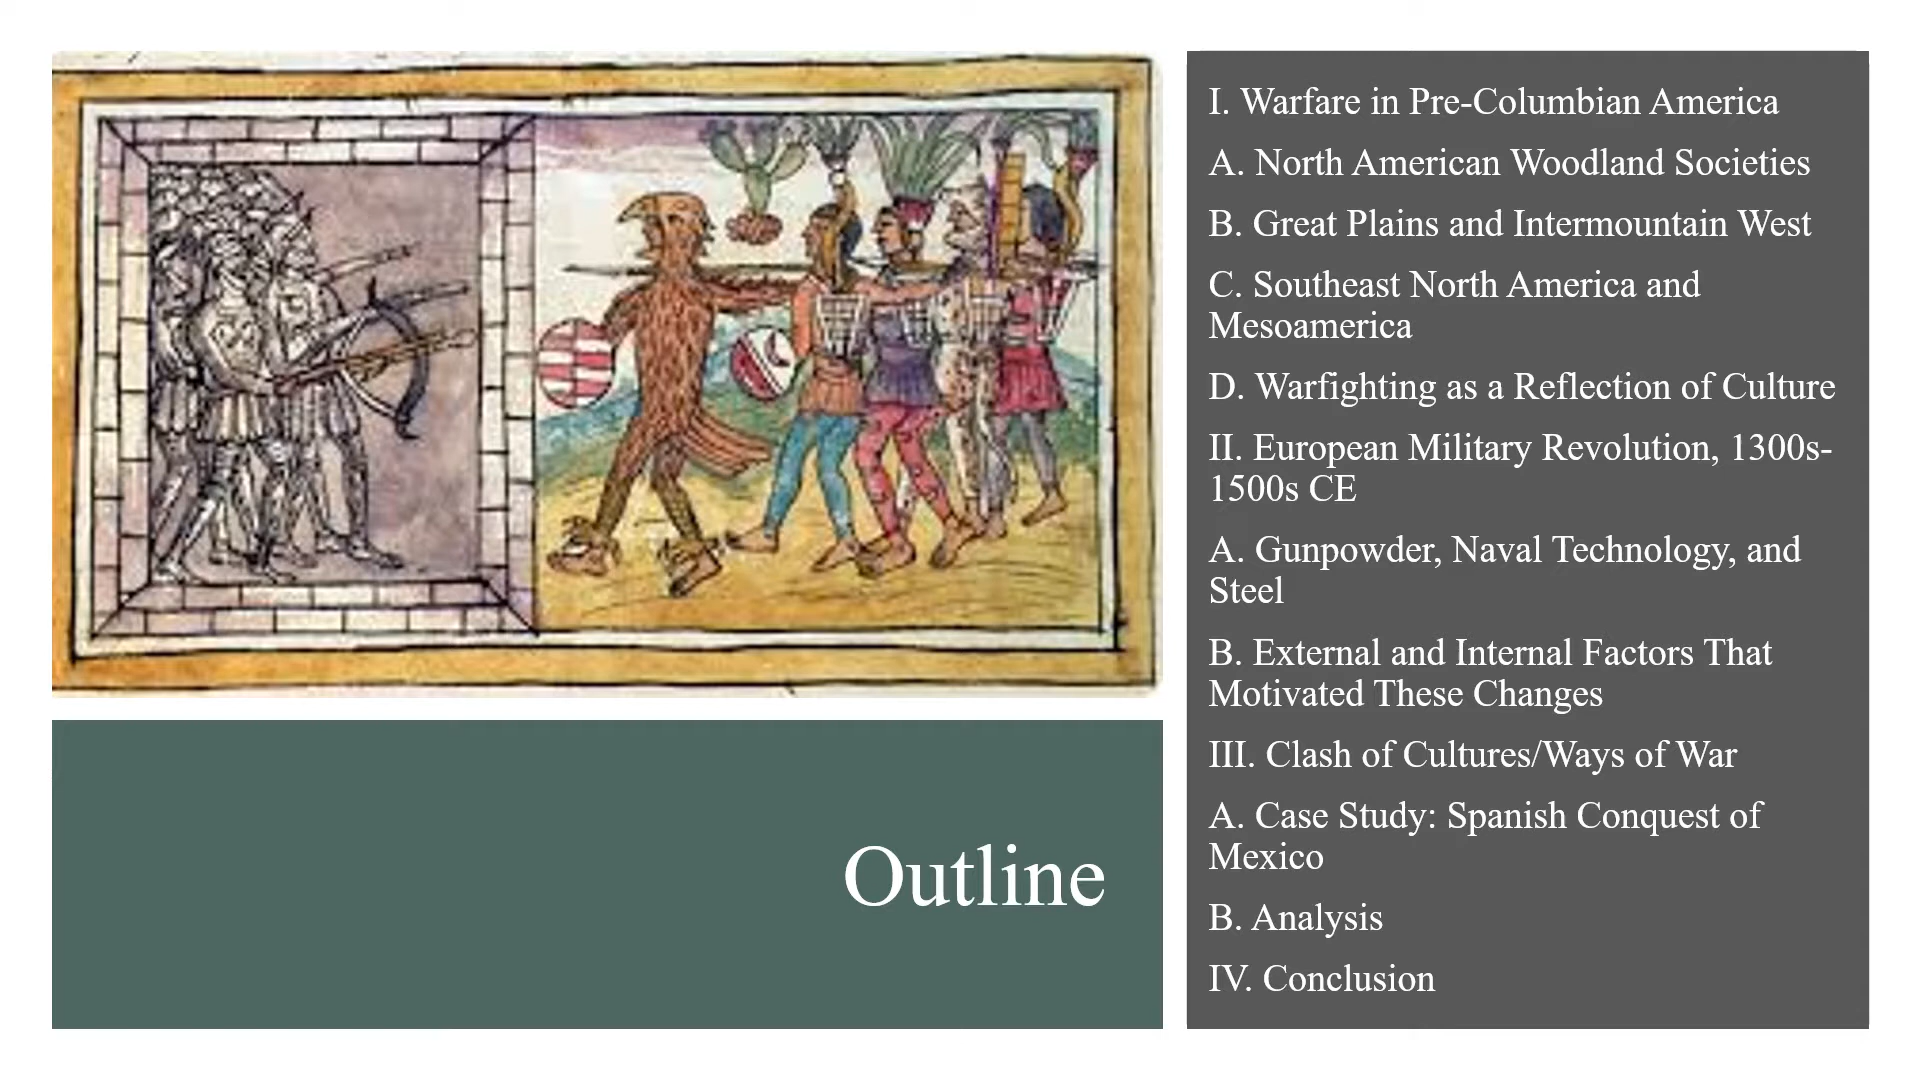 I. Warfare in Pre-Columbian America
A. North American Woodland Societies
B. Great Plains and Intermountain West
C. Southeast North America and
Mesoamerica
D. Warfighting as a Reflection of Culture
II. European Military Revolution, 1300s-
1500s CE
A. Gunpowder, Naval Technology, and
Steel
B. External and Internal Factors That
Motivated These Changes
III. Clash of Cultures/Ways of War
A. Case Study: Spanish Conquest of
Mexico
B. Analysis
IV. Conclusion
Outline